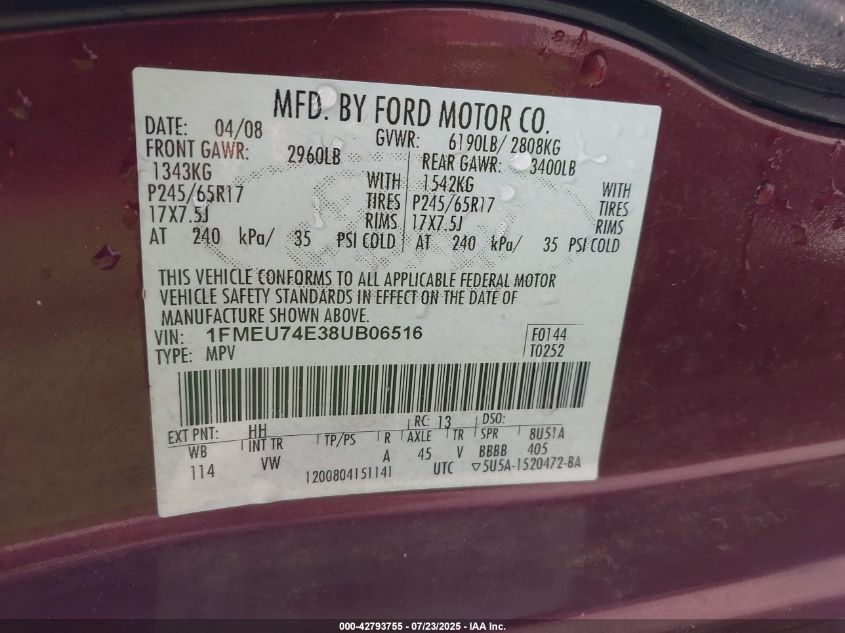 MFD. BY FORD MOTOR CO.
DATE: 04/08 GVWR: 6190LB/ 2808KG
FRONT GAWR: 2960LB REAR GAWR: 3400LB
1343KG WITH 1542KG WITH
P245/65R17 TIRES P245/65R17 TIRES
17X7.5J RIMS 17X7.5J RIMS
AT 240 kPa/ 35 PSI COLD AT 240 kPa/ 35 PSI COLD
THIS VEHICLE CONFORMS TO ALL APPLICABLE FEDERAL MOTOR
VEHICLE SAFETY STANDARDS IN EFFECT ON THE DATE OF
MANUFACTURE SHOWN ABOVE.
VIN: 1FMEU74E38UB06516 F0144
TYPE: MPV T0252
EXT PNT: HH RC: 13 DSO:
WB INT TR TP/PS R AXLE TR SPR 8U51A
114 VW A 45 V BBBB 405
1200804151141 UTC ▽5U5A-1520472-BA
000-42793755 - 07/23/2025 - IAA Inc.